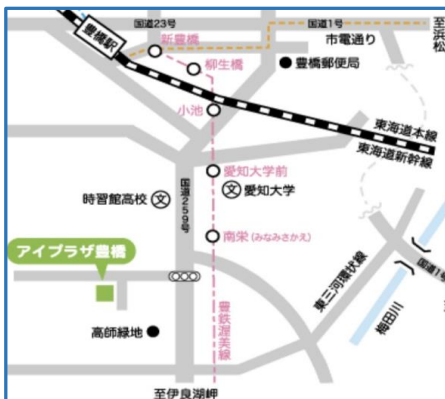 国道23号
国道1号
至浜松
豊橋駅
新豊橋
市電通り
柳生橋
豊橋郵便局
小池
東海道本線
東海道新幹線
愛知大学前
文 愛知大学
時習館高校 文
国道259号
南栄(みなみさかえ)
アイプラザ豊橋
東三河環状線
国道1号
梅田川
豊鉄渥美線
高師緑地
至伊良湖岬